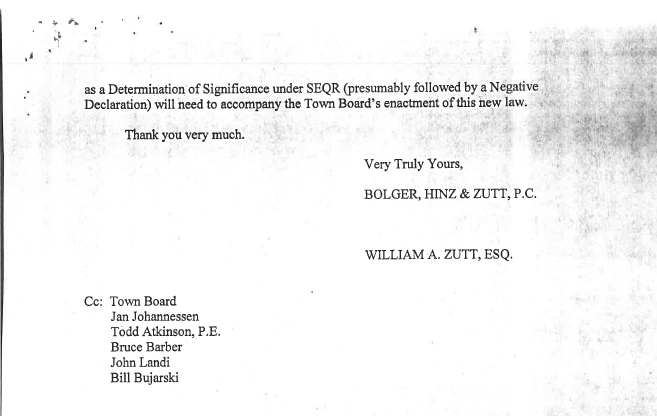 as a Determination of Significance under SEQR (presumably followed by a Negative
Declaration) will need to accompany the Town Board's enactment of this new law.
Thank you very much.
Very Truly Yours,
BOLGER, HINZ & ZUTT, P.C.
WILLIAM A. ZUTT, ESQ.
Cc: Town Board
Jan Johannessen
Todd Atkinson, P.E.
Bruce Barber
John Landi
Bill Bujarski